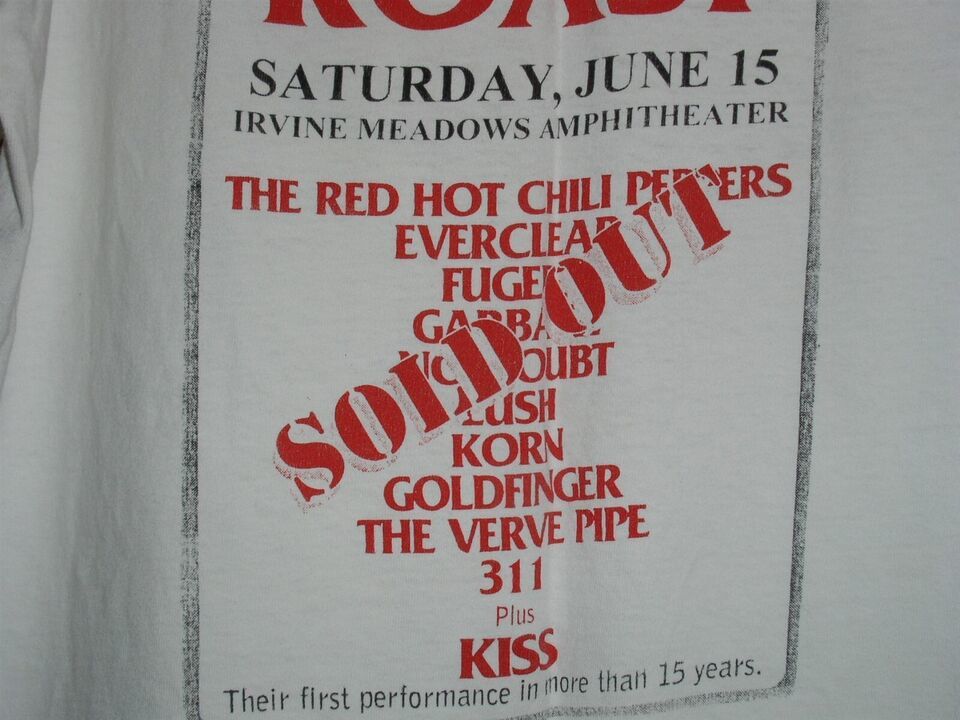 SATURDAY, JUNE 15
IRVINE MEADOWS AMPHITHEATER
THE RED HOT CHILI PEPPERS
EVERCLEAR
GARBAGE
NO DOUBT
LUSH
KORN
GOLDFINGER
THE VERVE PIPE
311
Plus
KISS
Their first performance in more than 15 years.
SOLD OUT